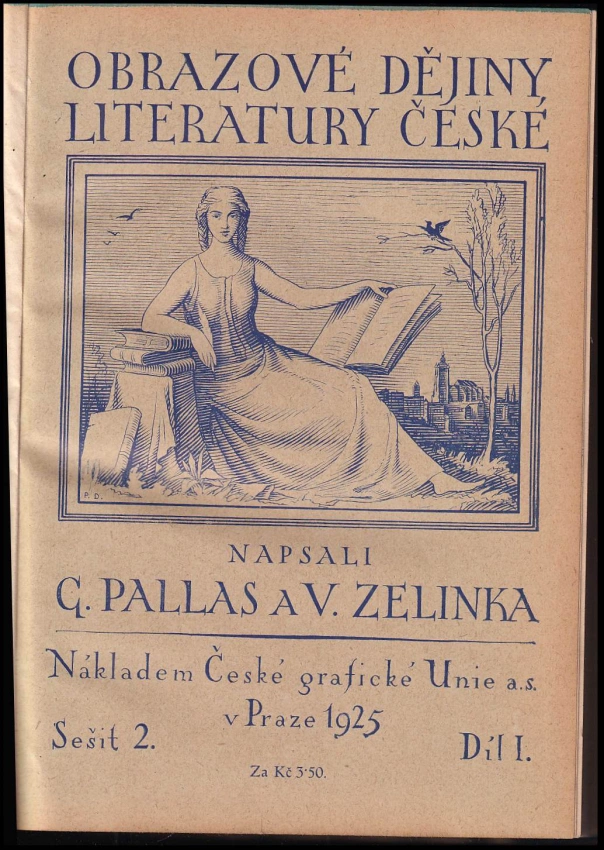 OBRAZOVÉ DĚJINY
LITERATURY ČESKÉ
P. D.
NAPSALI
G. PALLAS A V. ZELINKA
Nákladem České grafické Unie a.s.
v Praze 1925
Sešit 2.
Díl I.
Za Kč 3·50.